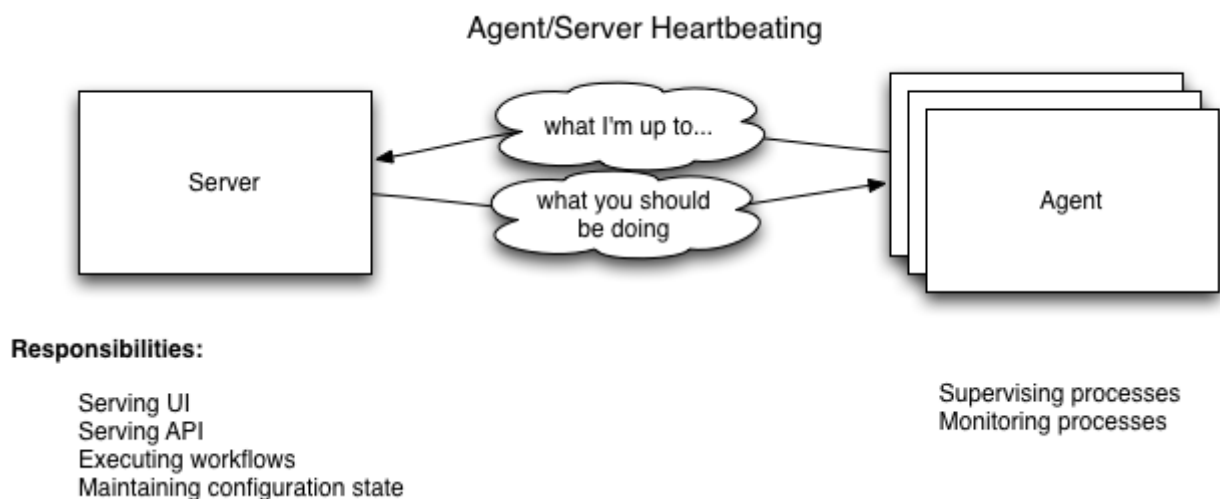 Agent/Server Heartbeating
what I'm up to...
Server
what you should
be doing
Agent
Responsibilities:
Serving UI
Serving API
Executing workflows
Maintaining configuration state
Supervising processes
Monitoring processes